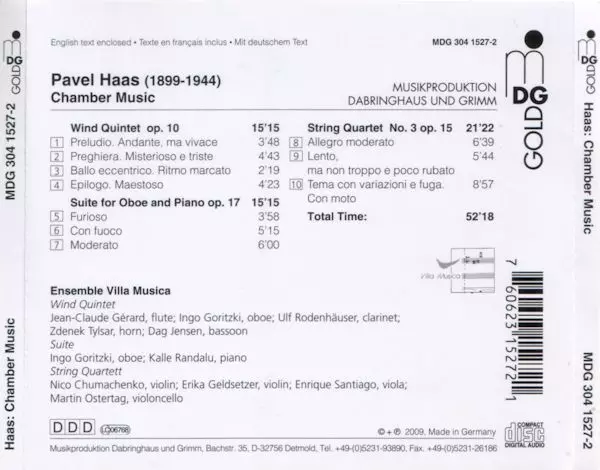 English text enclosed • Texte en français inclus • Mit deutschem Text
MDG 304 1527-2
Pavel Haas (1899-1944)
Chamber Music
MUSIKPRODUKTION
DABRINGHAUS UND GRIMM
MDG
GOLD
Wind Quintet op. 10 15'15
1 Preludio. Andante, ma vivace 3'48
2 Preghiera. Misterioso e triste 4'43
3 Ballo eccentrico. Ritmo marcato 2'19
4 Epilogo. Maestoso 4'23
Suite for Oboe and Piano op. 17 15'15
5 Furioso 3'58
6 Con fuoco 5'15
7 Moderato 6'00
String Quartet No. 3 op. 15 21'22
8 Allegro moderato 6'39
9 Lento, 5'44
ma non troppo e poco rubato
10 Tema con variazioni e fuga. 8'57
Con moto
Total Time: 52'18
Villa Musica
Ensemble Villa Musica
Wind Quintet
Jean-Claude Gérard, flute; Ingo Goritzki, oboe; Ulf Rodenhäuser, clarinet;
Zdenek Tylsar, horn; Dag Jensen, bassoon
Suite
Ingo Goritzki, oboe; Kalle Randalu, piano
String Quartett
Nico Chumachenko, violin; Erika Geldsetzer, violin; Enrique Santiago, viola;
Martin Ostertag, violoncello
7 60623 15272 1
DDD LC06768
© + ℗ 2009, Made in Germany
COMPACT
disc
DIGITAL AUDIO
Musikproduktion Dabringhaus und Grimm, Bachstr. 35, D-32756 Detmold, Tel. +49-(0)5231-93890, Fax. +49-(0)5231-26186
Haas: Chamber Music
MDG 304 1527-2
MDG
GOLD
MDG
GOLD
Haas: Chamber Music
MDG 304 1527-2